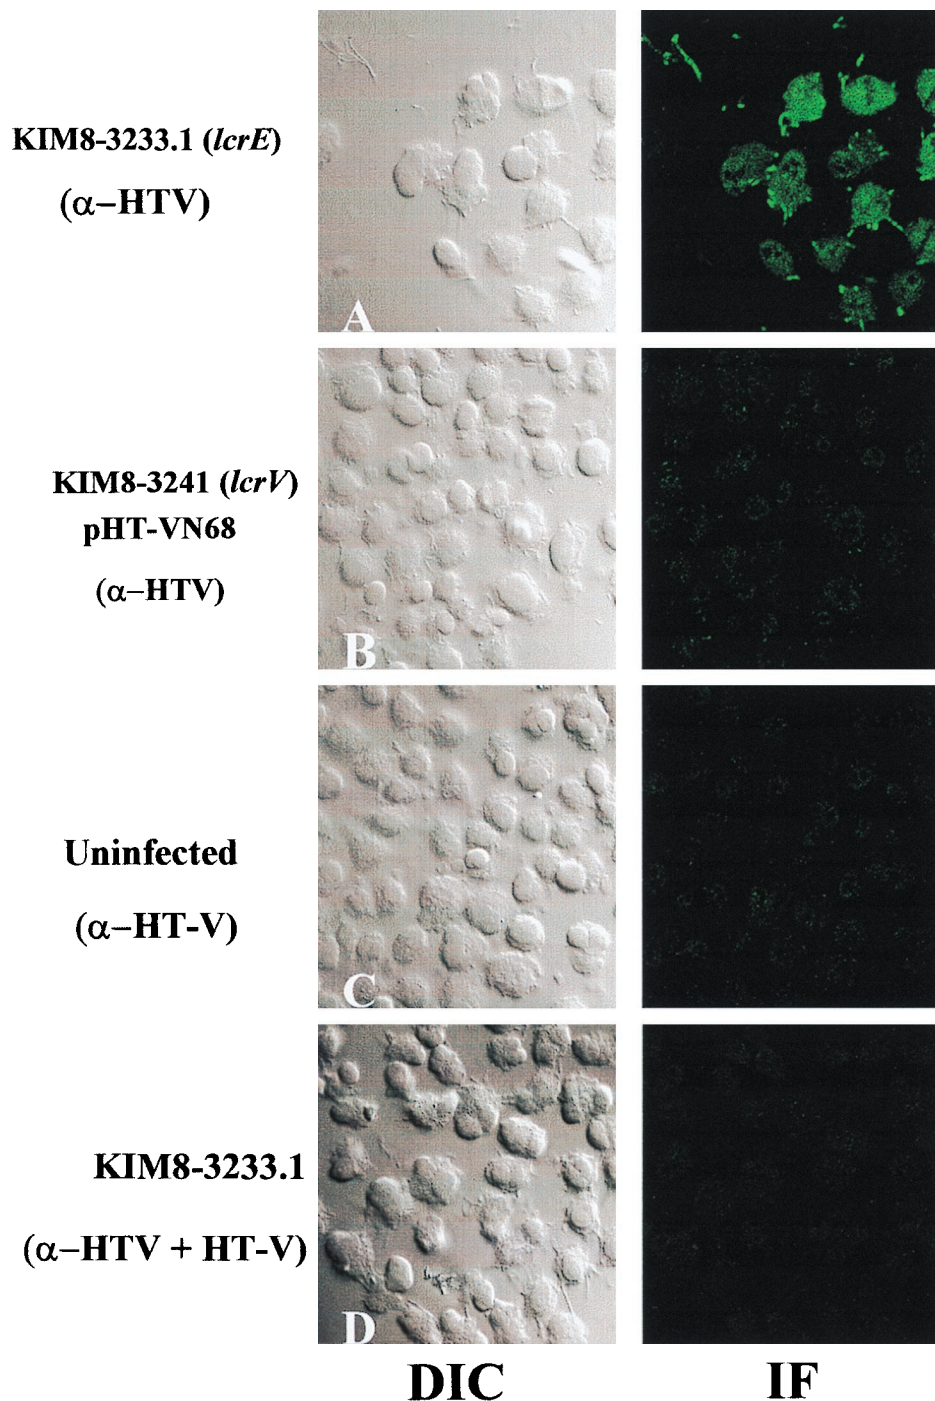 KIM8-3233.1 (lcrE)
(α–HTV)
A
KIM8-3241 (lcrV)
pHT-VN68
(α–HTV)
B
Uninfected
(α–HT-V)
C
KIM8-3233.1
(α–HTV + HT-V)
D
DIC
IF